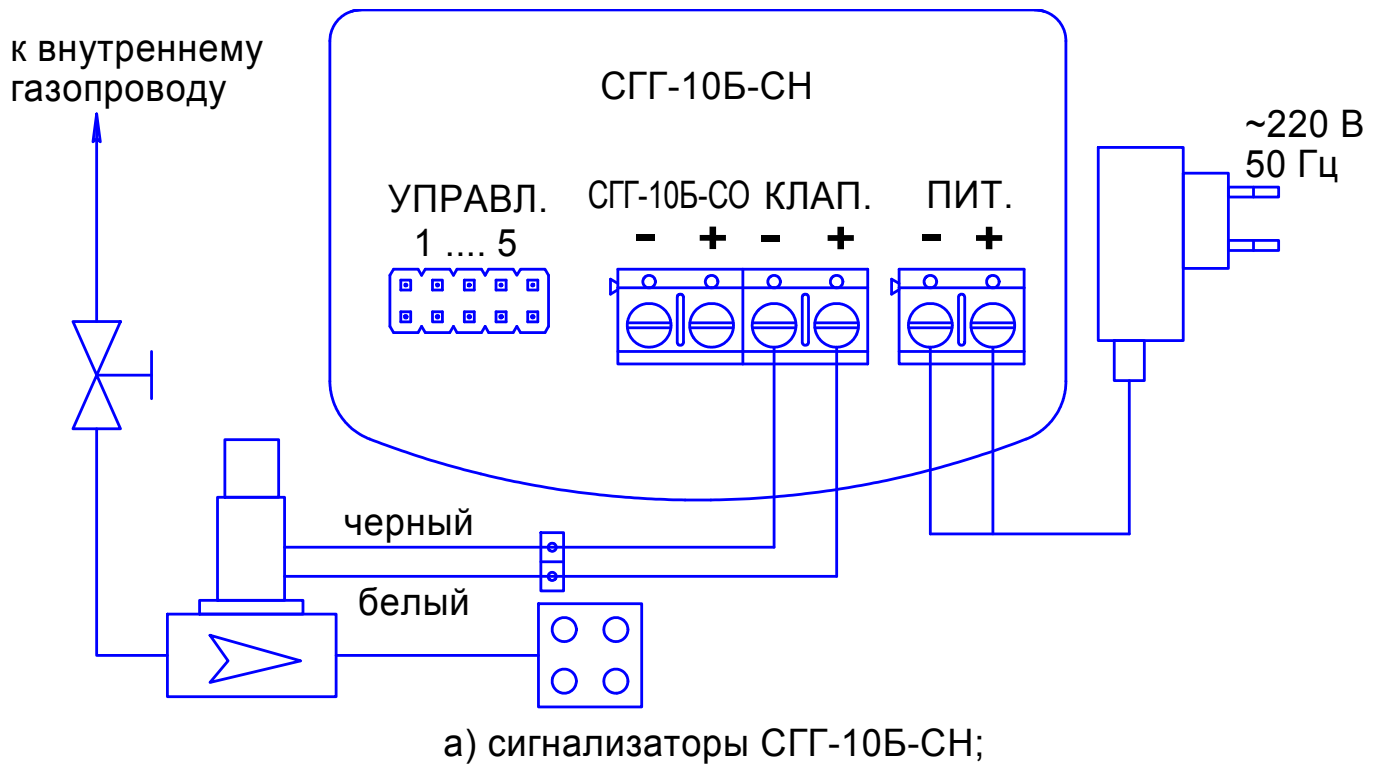 к внутреннему
газопроводу
СГГ-10Б-СН
~220 В
50 Гц
УПРАВЛ.
1 .... 5
СГГ-10Б-СО КЛАП. ПИТ.
- + - + - +
черный
белый
а) сигнализаторы СГГ-10Б-СН;